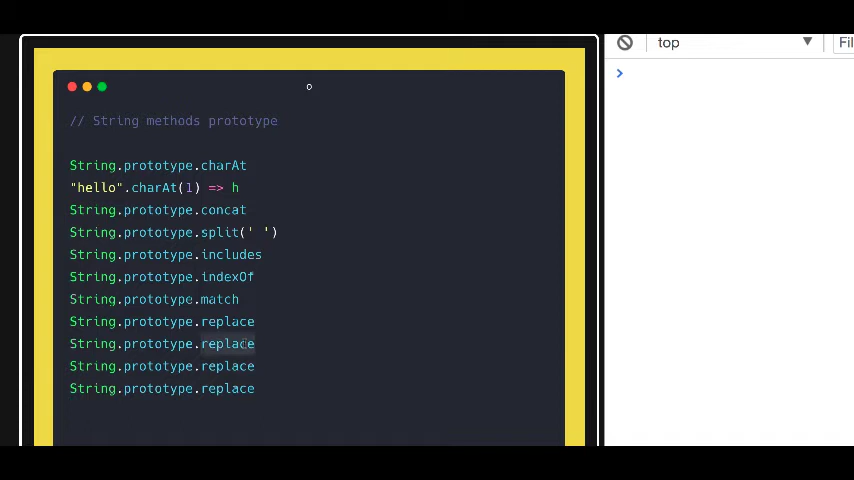 top
Fil
// String methods prototype
String.prototype.charAt
"hello".charAt(1) => h
String.prototype.concat
String.prototype.split(' ')
String.prototype.includes
String.prototype.indexOf
String.prototype.match
String.prototype.replace
String.prototype.replace
String.prototype.replace
String.prototype.replace